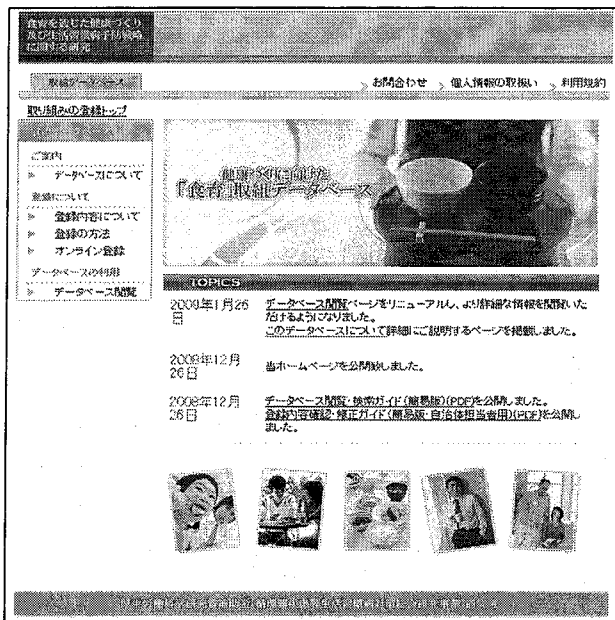 食育を通じた健康づくり
及び生活習慣病予防戦略
に関する研究
取組データベース
お問合わせ
個人情報の取扱い
利用規約
取り組みの登録トップ
ご案内
データベースについて
登録について
登録内容について
登録の方法
オンライン登録
データベースの利用
データベース閲覧
健康づくりに向けた
『食育』取組データベース
TOPICS
2009年1月26日
データベース閲覧ページをリニューアルし、より詳細な情報を閲覧いた
だけるようになりました。
このデータベースについて詳細にご説明するページを掲載しました。
2008年12月
26日
当ホームページを公開致しました。
2008年12月
26日
データベース閲覧・検索ガイド(簡易版)(PDF)を公開しました。
登録内容確認・修正ガイド(簡易版・自治体担当者用)(PDF)を公開し
ました。